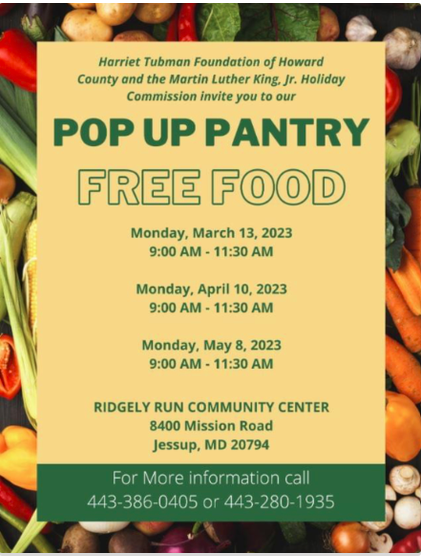 Harriet Tubman Foundation of Howard
County and the Martin Luther King, Jr. Holiday
Commission invite you to our
POP UP PANTRY
FREE FOOD
Monday, March 13, 2023
9:00 AM - 11:30 AM
Monday, April 10, 2023
9:00 AM - 11:30 AM
Monday, May 8, 2023
9:00 AM - 11:30 AM
RIDGELY RUN COMMUNITY CENTER
8400 Mission Road
Jessup, MD 20794
For More information call
443-386-0405 or 443-280-1935